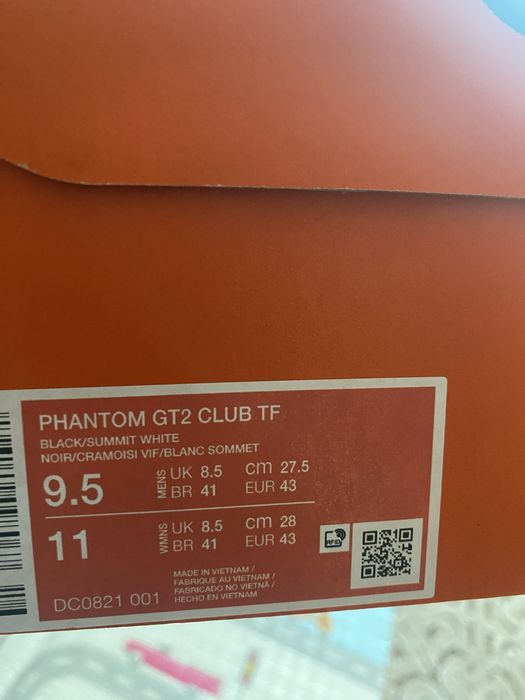 PHANTOM GT2 CLUB TF
BLACK/SUMMIT WHITE
NOIR/CRAMOISI VIF/BLANC SOMMET
9.5 MENS UK 8.5 cm 27.5
BR 41 EUR 43
11 WMNS UK 8.5 cm 28
BR 41 EUR 43
RFID
MADE IN VIETNAM /
FABRIQUE AU VIETNAM /
FABRICADO NO VIETNÃ /
HECHO EN VIETNAM
DC0821 001